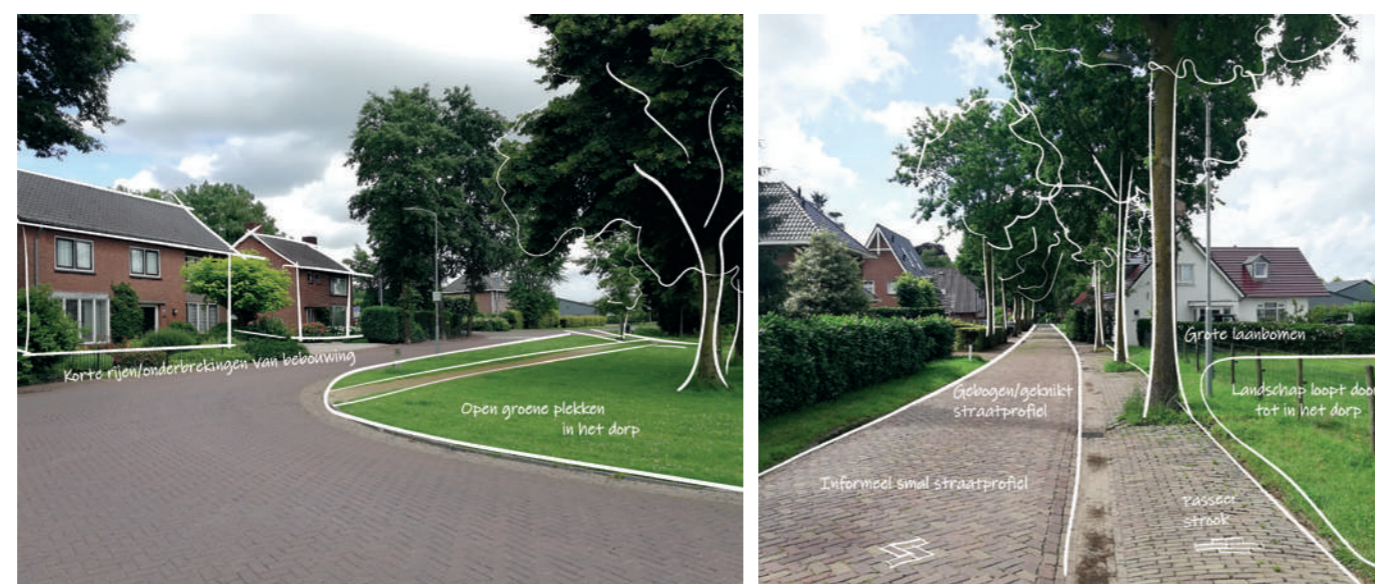 Korte rijen/onderbrekingen van bebouwing
Open groene plekken
in het dorp
Grote laanbomen
Gebogen/geknikt
straatprofiel
Landschap loopt door
tot in het dorp
Informeel smal straatprofiel
Passeer
strook